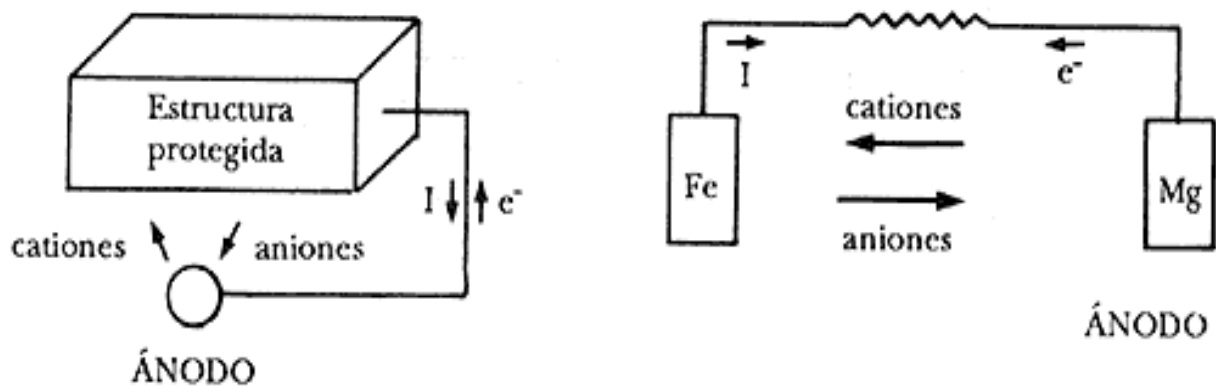 Estructura
protegida
I
e⁻
cationes
aniones
ÁNODO
I
e⁻
cationes
Fe
Mg
aniones
ÁNODO